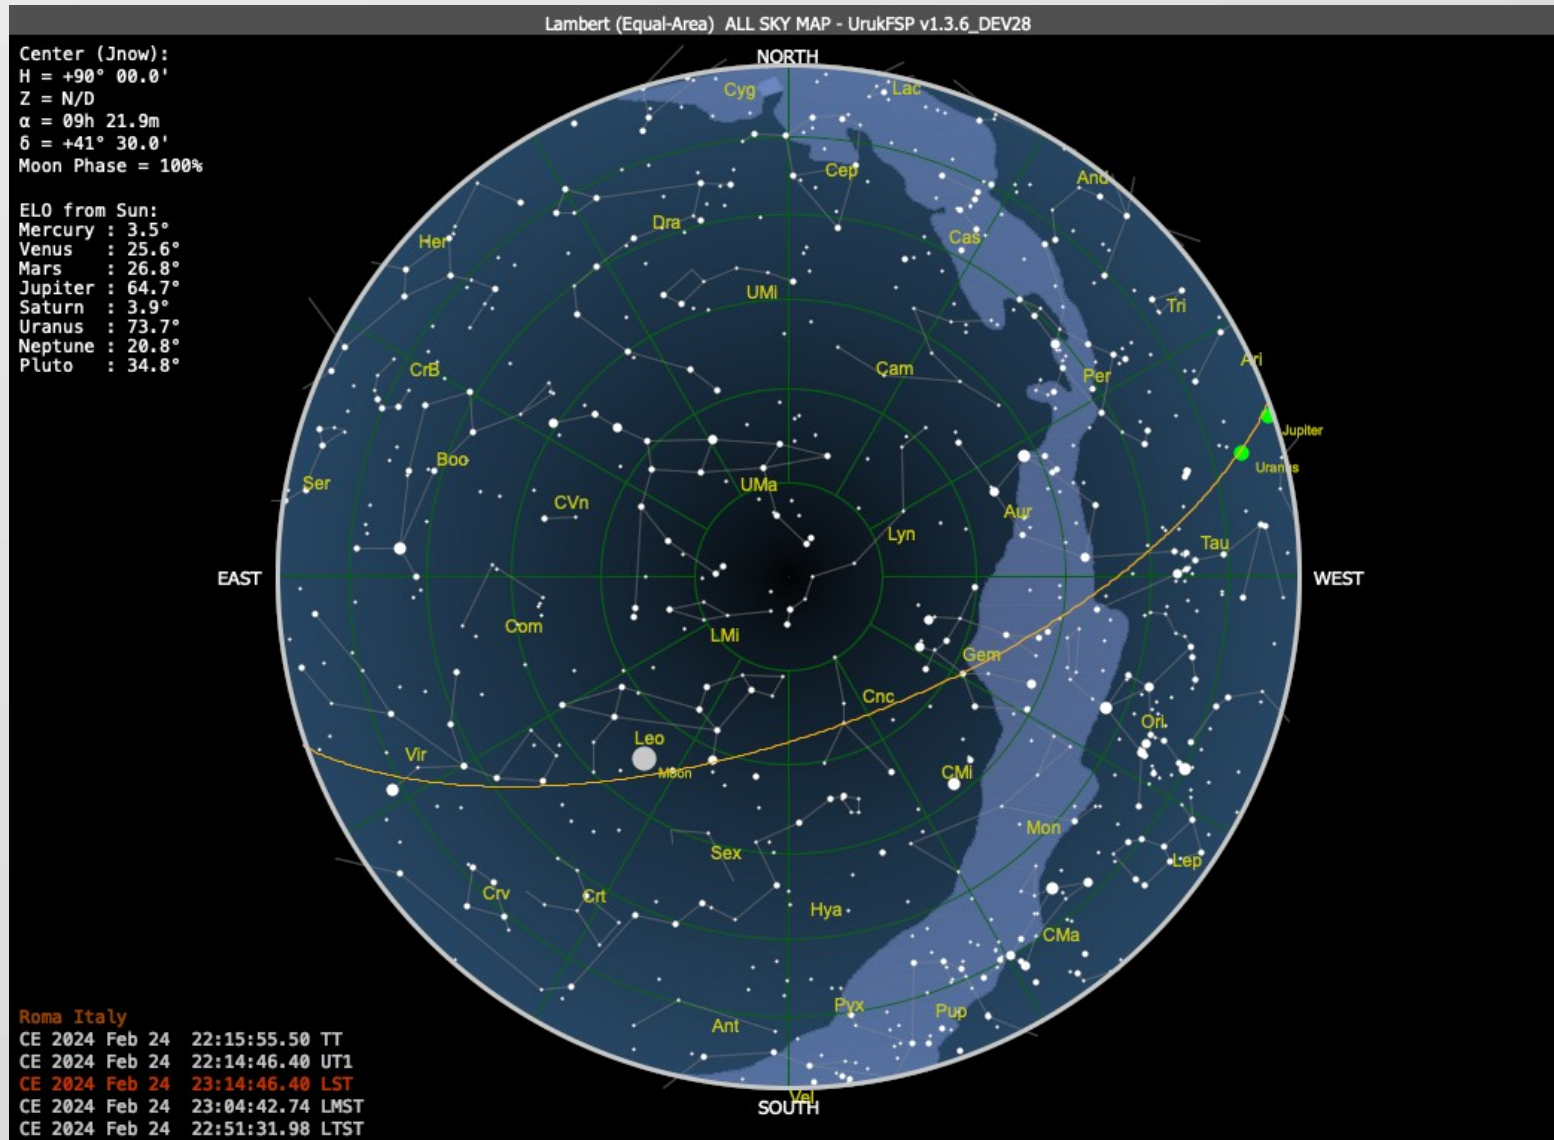 Lambert (Equal-Area) ALL SKY MAP - UrukFSP v1.3.6_DEV28
Center (Jnow):
H = +90° 00.0'
Z = N/D
α = 09h 21.9m
δ = +41° 30.0'
Moon Phase = 100%
ELO from Sun:
Mercury : 3.5°
Venus : 25.6°
Mars : 26.8°
Jupiter : 64.7°
Saturn : 3.9°
Uranus : 73.7°
Neptune : 20.8°
Pluto : 34.8°
NORTH
Cyg
Lac
Cep
And
Dra
Her
Cas
UMi
Tri
Ari
CrB
Cam
Per
Jupiter
Boo
Uranus
Ser
UMa
CVn
Aur
Lyn
Tau
EAST
WEST
Com
LMi
Gem
Cnc
Ori
Leo
Vir
Moon
CMi
Mon
Sex
Lep
Crv
Crt
Hya
CMa
Pyx
Pup
Ant
Vel
SOUTH
Roma Italy
CE 2024 Feb 24 22:15:55.50 TT
CE 2024 Feb 24 22:14:46.40 UT1
CE 2024 Feb 24 23:14:46.40 LST
CE 2024 Feb 24 23:04:42.74 LMST
CE 2024 Feb 24 22:51:31.98 LTST